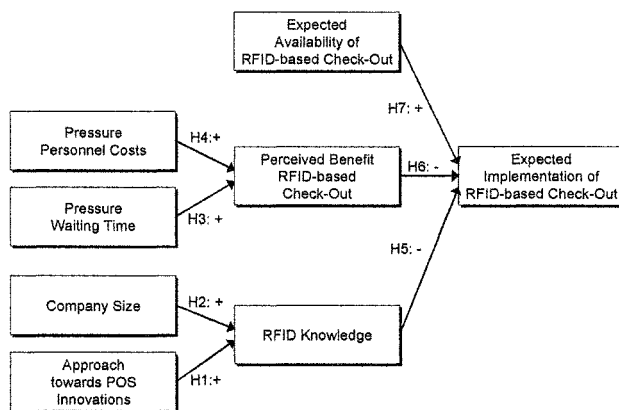 Expected
Availability of
RFID-based Check-Out
H7: +
Pressure
Personnel Costs
H4:+
Perceived Benefit
RFID-based
Check-Out
H6: -
Expected
Implementation of
RFID-based Check-Out
Pressure
Waiting Time
H3: +
H5: -
Company Size
H2: +
RFID Knowledge
Approach
towards POS
Innovations
H1:+